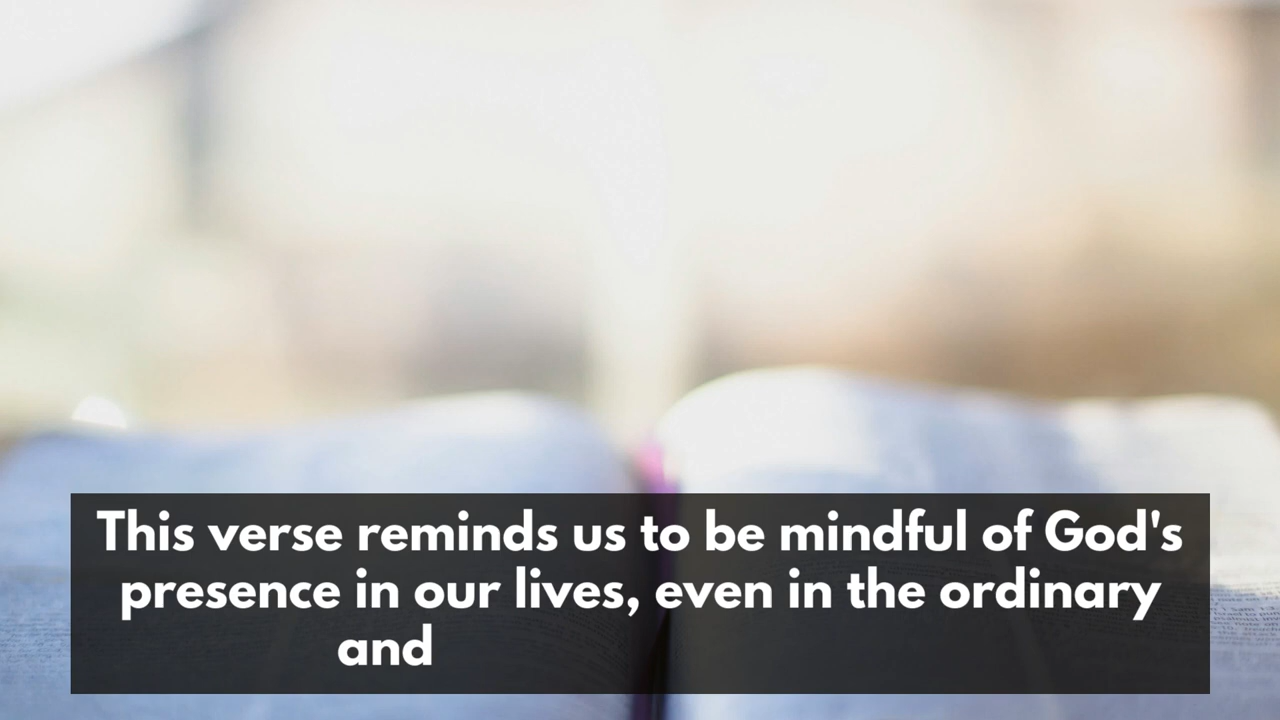 This verse reminds us to be mindful of God's
presence in our lives, even in the ordinary
and